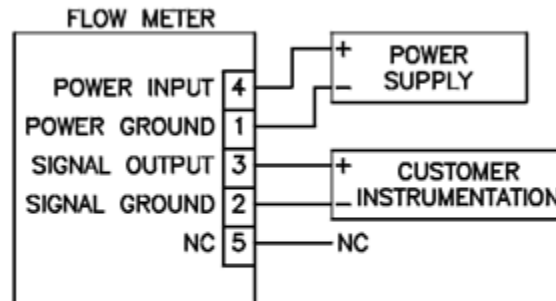 FLOW METER
POWER INPUT 4
POWER GROUND 1
SIGNAL OUTPUT 3
SIGNAL GROUND 2
NC 5
+ POWER
- SUPPLY
+ CUSTOMER
- INSTRUMENTATION
NC